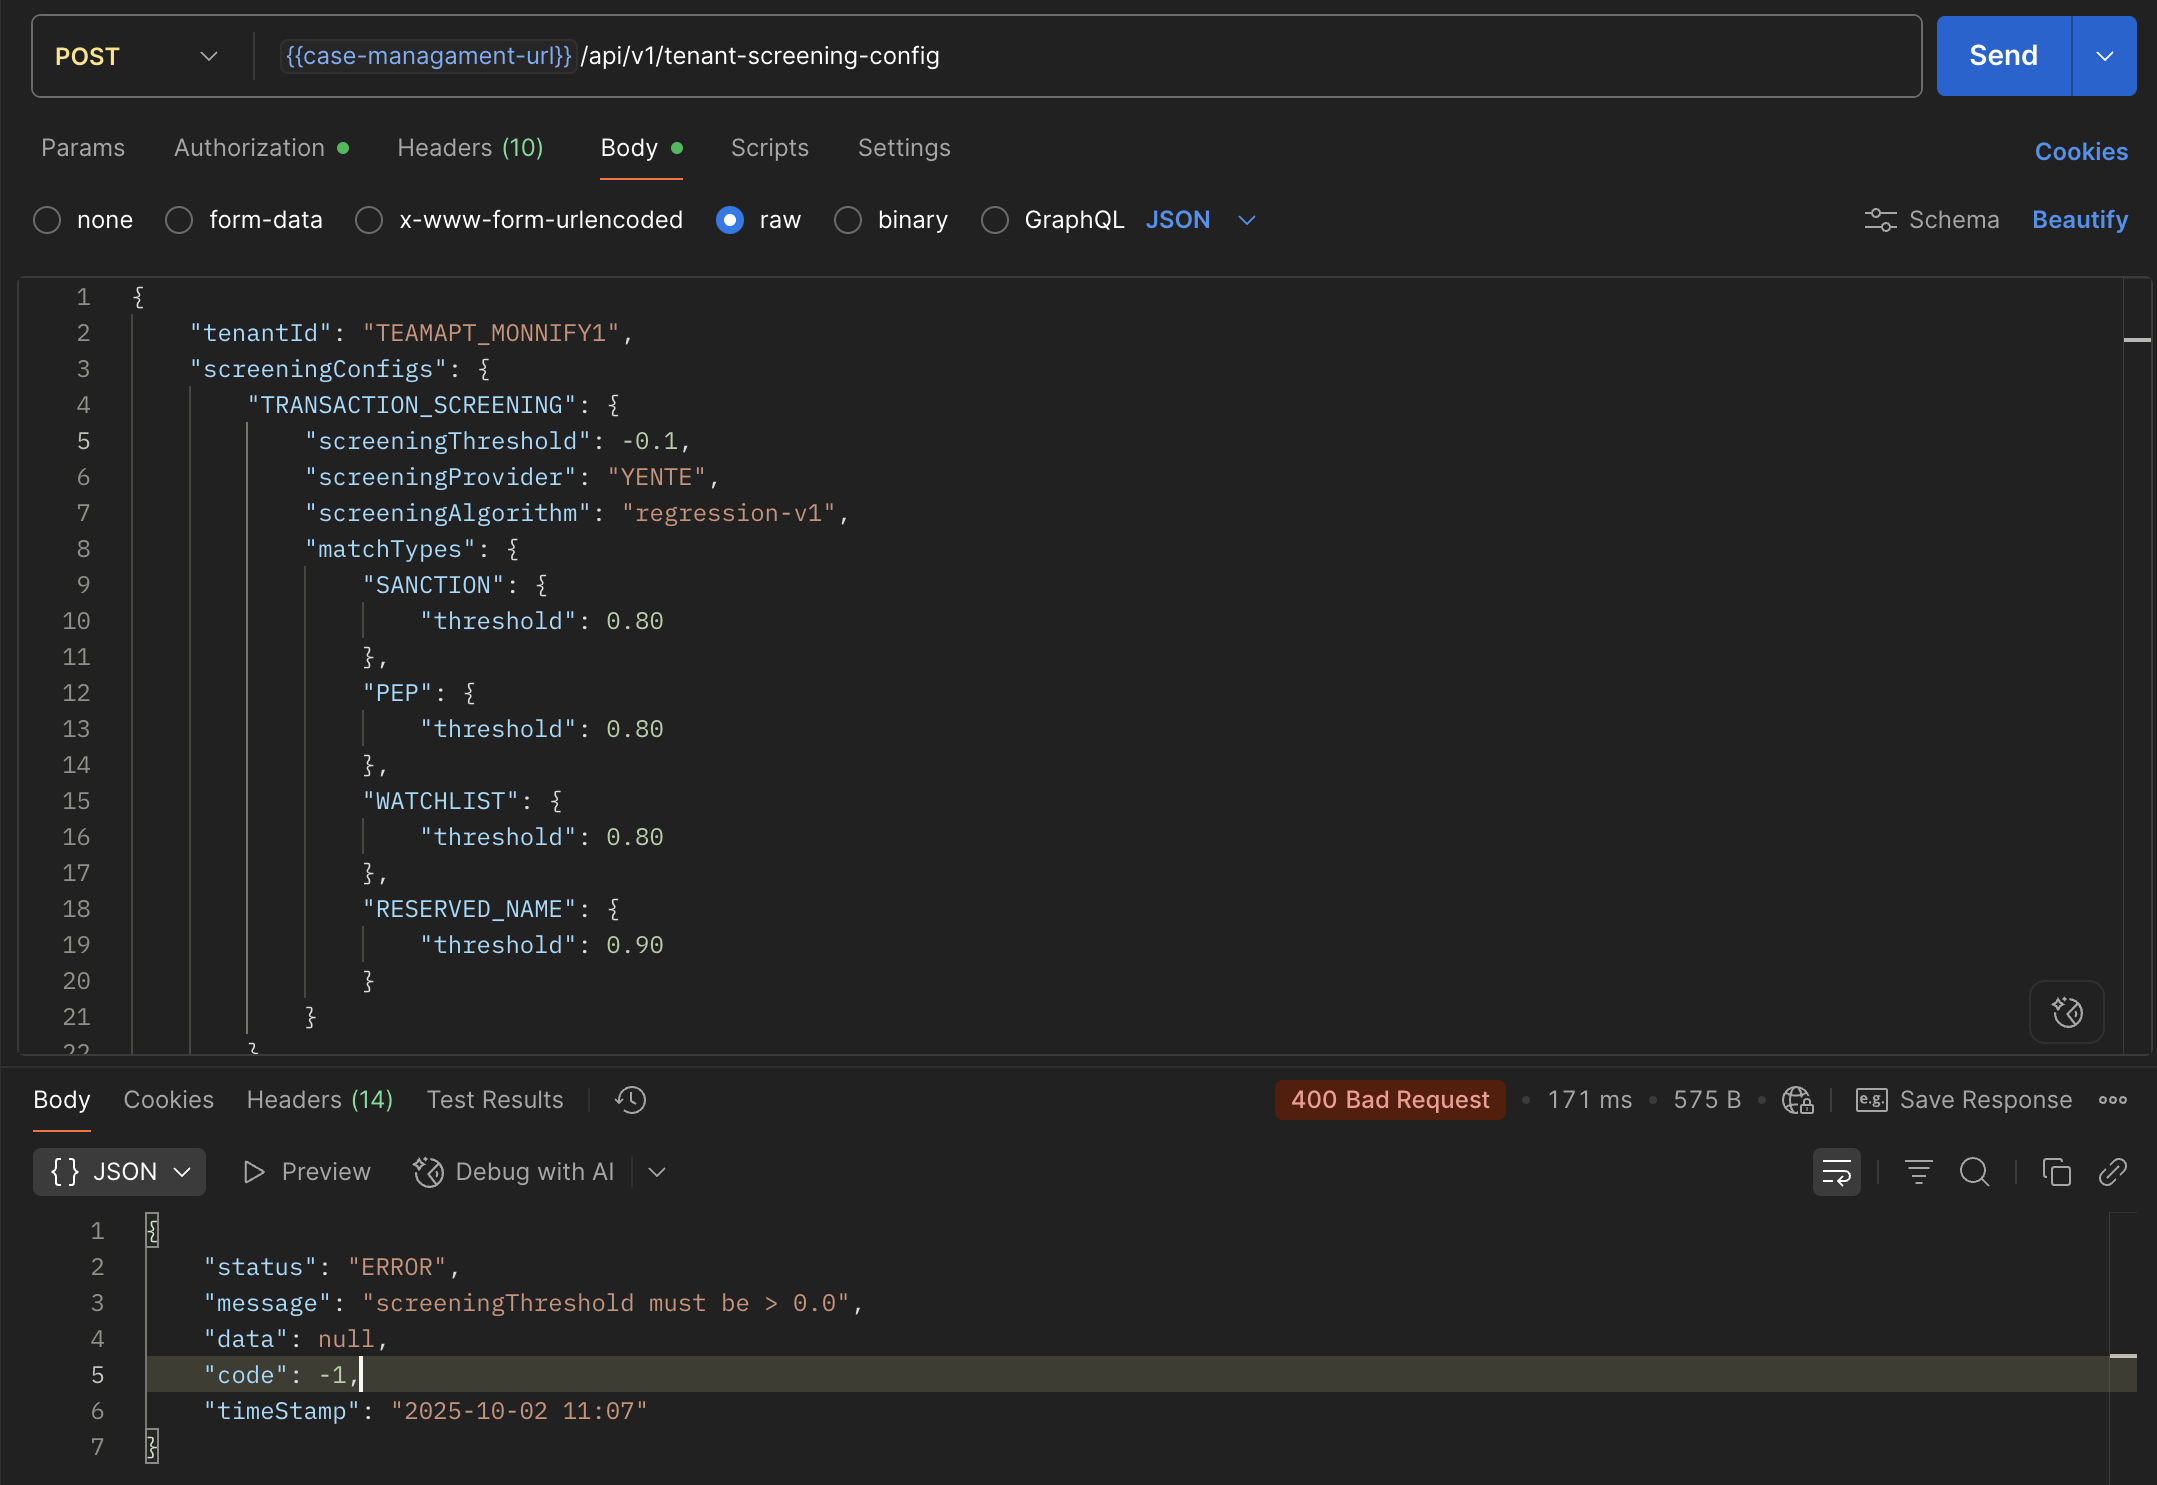 POST {{case-managament-url}}/api/v1/tenant-screening-config Send
Params Authorization Headers (10) Body Scripts Settings Cookies
none form-data x-www-form-urlencoded raw binary GraphQL JSON Schema Beautify
1 {
2 "tenantId": "TEAMAPT_MONNIFY1",
3 "screeningConfigs": {
4 "TRANSACTION_SCREENING": {
5 "screeningThreshold": -0.1,
6 "screeningProvider": "YENTE",
7 "screeningAlgorithm": "regression-v1",
8 "matchTypes": {
9 "SANCTION": {
10 "threshold": 0.80
11 },
12 "PEP": {
13 "threshold": 0.80
14 },
15 "WATCHLIST": {
16 "threshold": 0.80
17 },
18 "RESERVED_NAME": {
19 "threshold": 0.90
20 }
21 }
22 }
Body Cookies Headers (14) Test Results 400 Bad Request • 171 ms • 575 B • e.g. Save Response
{} JSON Preview Debug with AI
1 {
2 "status": "ERROR",
3 "message": "screeningThreshold must be > 0.0",
4 "data": null,
5 "code": -1,
6 "timeStamp": "2025-10-02 11:07"
7 }